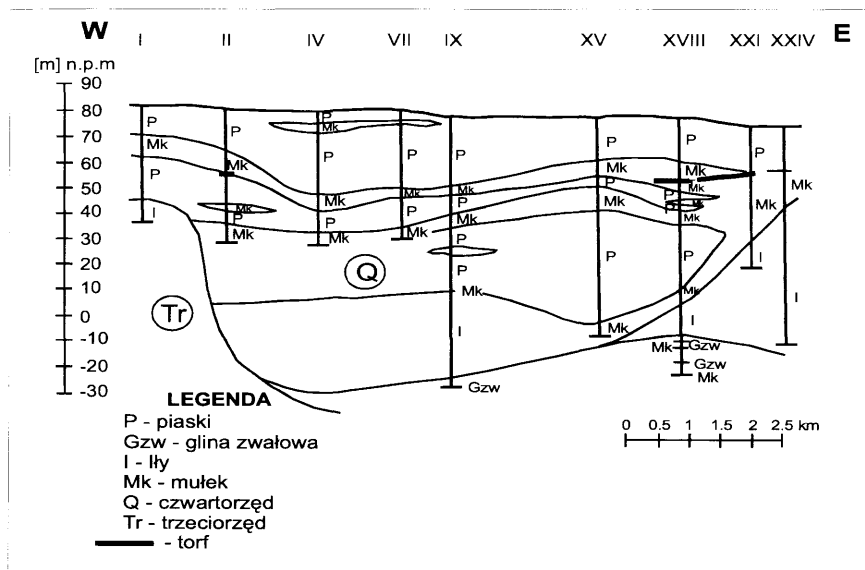 W E
I II IV VII IX XV XVIII XXI XXIV
[m] n.p.m
90
80
70
60
50
40
30
20
10
0
-10
-20
-30
P P P Mk P P P P P
Mk P P P P Mk Mk Mk
P Mk Mk Mk Mk P Mk
I Mk P P P Mk P Mk Mk
P Mk Mk Mk P Mk I
Mk P P P I
Q P Mk Mk
Tr I I
Mk Mk Gzw
Gzw
Gzw Mk
LEGENDA
P - piaski
Gzw - glina zwałowa
I - Iły
Mk - mułek
Q - czwartorzęd
Tr - trzeciorzęd
- torf
0 0.5 1 1.5 2 2.5 km